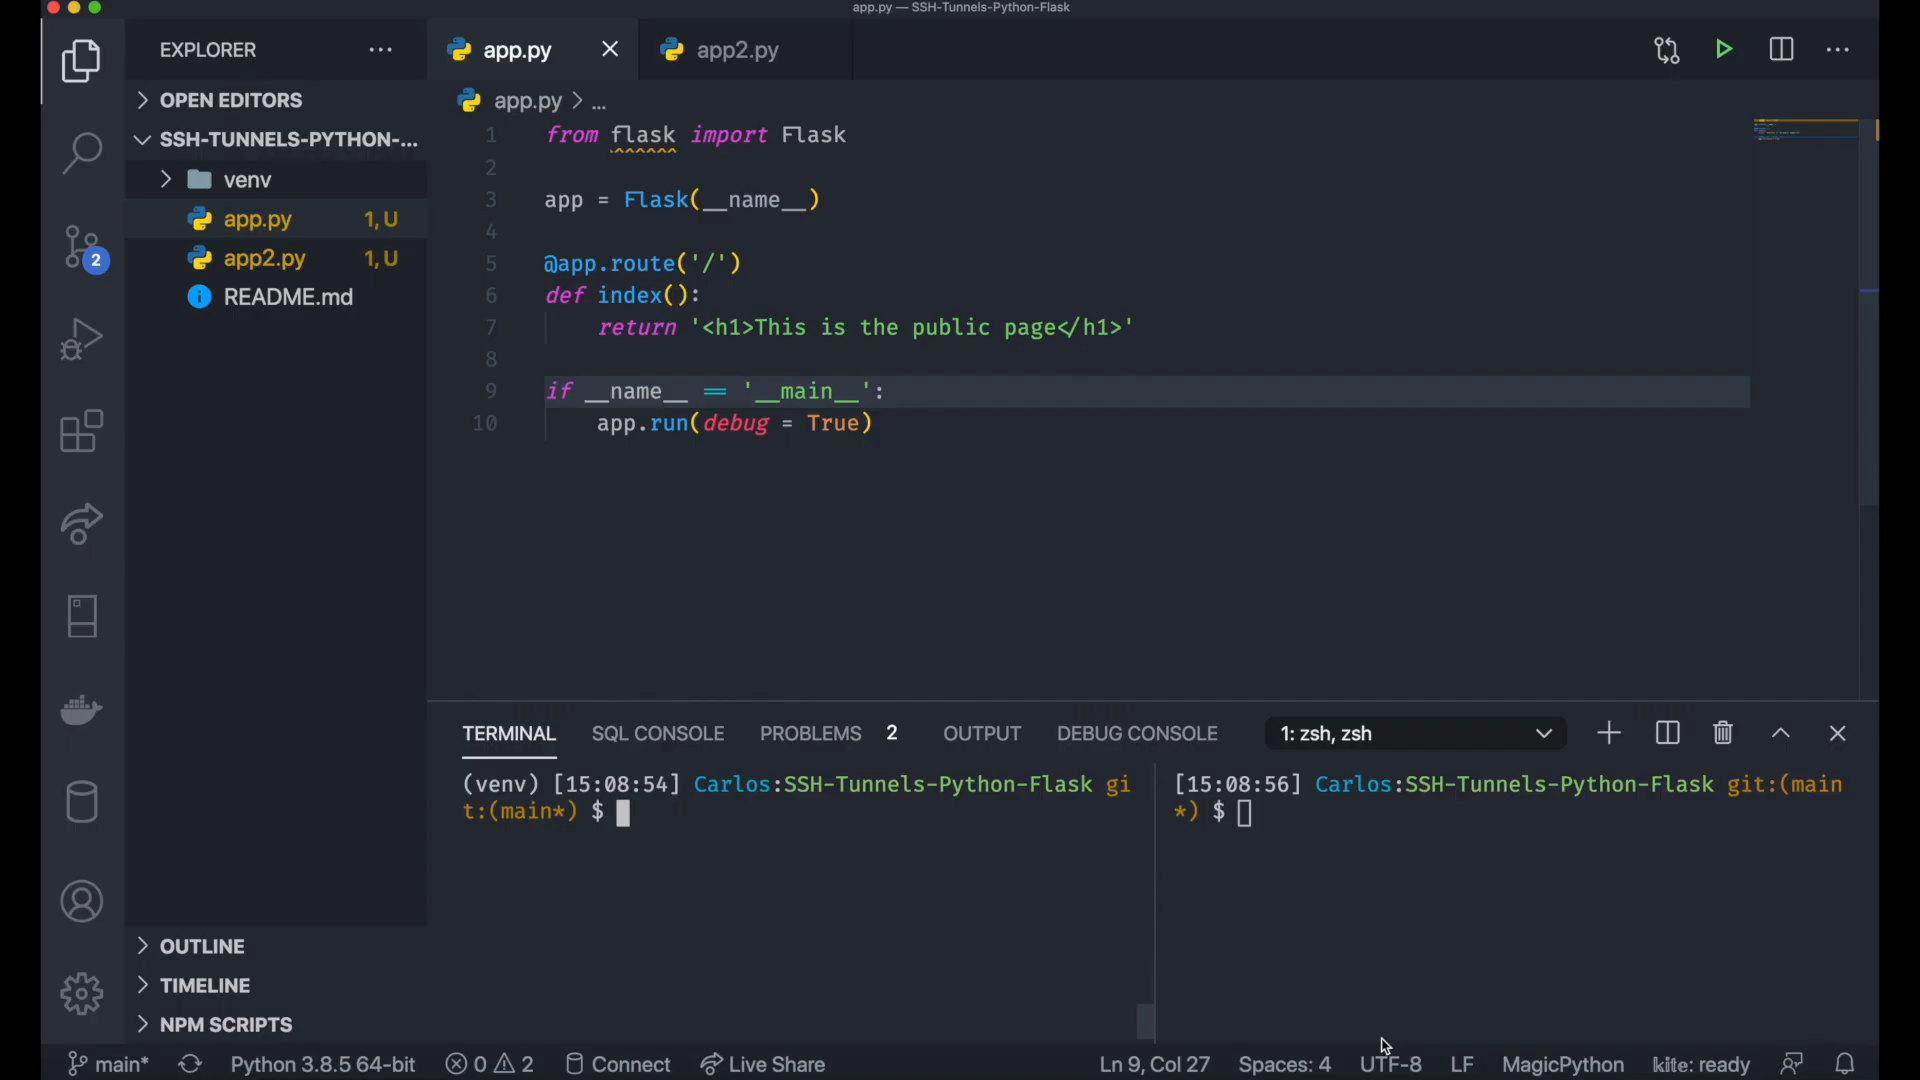 app.py — SSH-Tunnels-Python-Flask
EXPLORER
app.py
app2.py
OPEN EDITORS
SSH-TUNNELS-PYTHON-...
venv
app.py 1, U
app2.py 1, U
README.md
2
app.py > ...
1 from flask import Flask
2
3 app = Flask(__name__)
4
5 @app.route('/')
6 def index():
7 return '<h1>This is the public page</h1>'
8
9 if __name__ == '__main__':
10 app.run(debug = True)
TERMINAL
SQL CONSOLE
PROBLEMS 2
OUTPUT
DEBUG CONSOLE
1: zsh, zsh
(venv) [15:08:54] Carlos:SSH-Tunnels-Python-Flask gi
t:(main*) $
[15:08:56] Carlos:SSH-Tunnels-Python-Flask git:(main
*) $
OUTLINE
TIMELINE
NPM SCRIPTS
main* Python 3.8.5 64-bit 0 2 Connect Live Share Ln 9, Col 27 Spaces: 4 UTF-8 LF MagicPython kite: ready